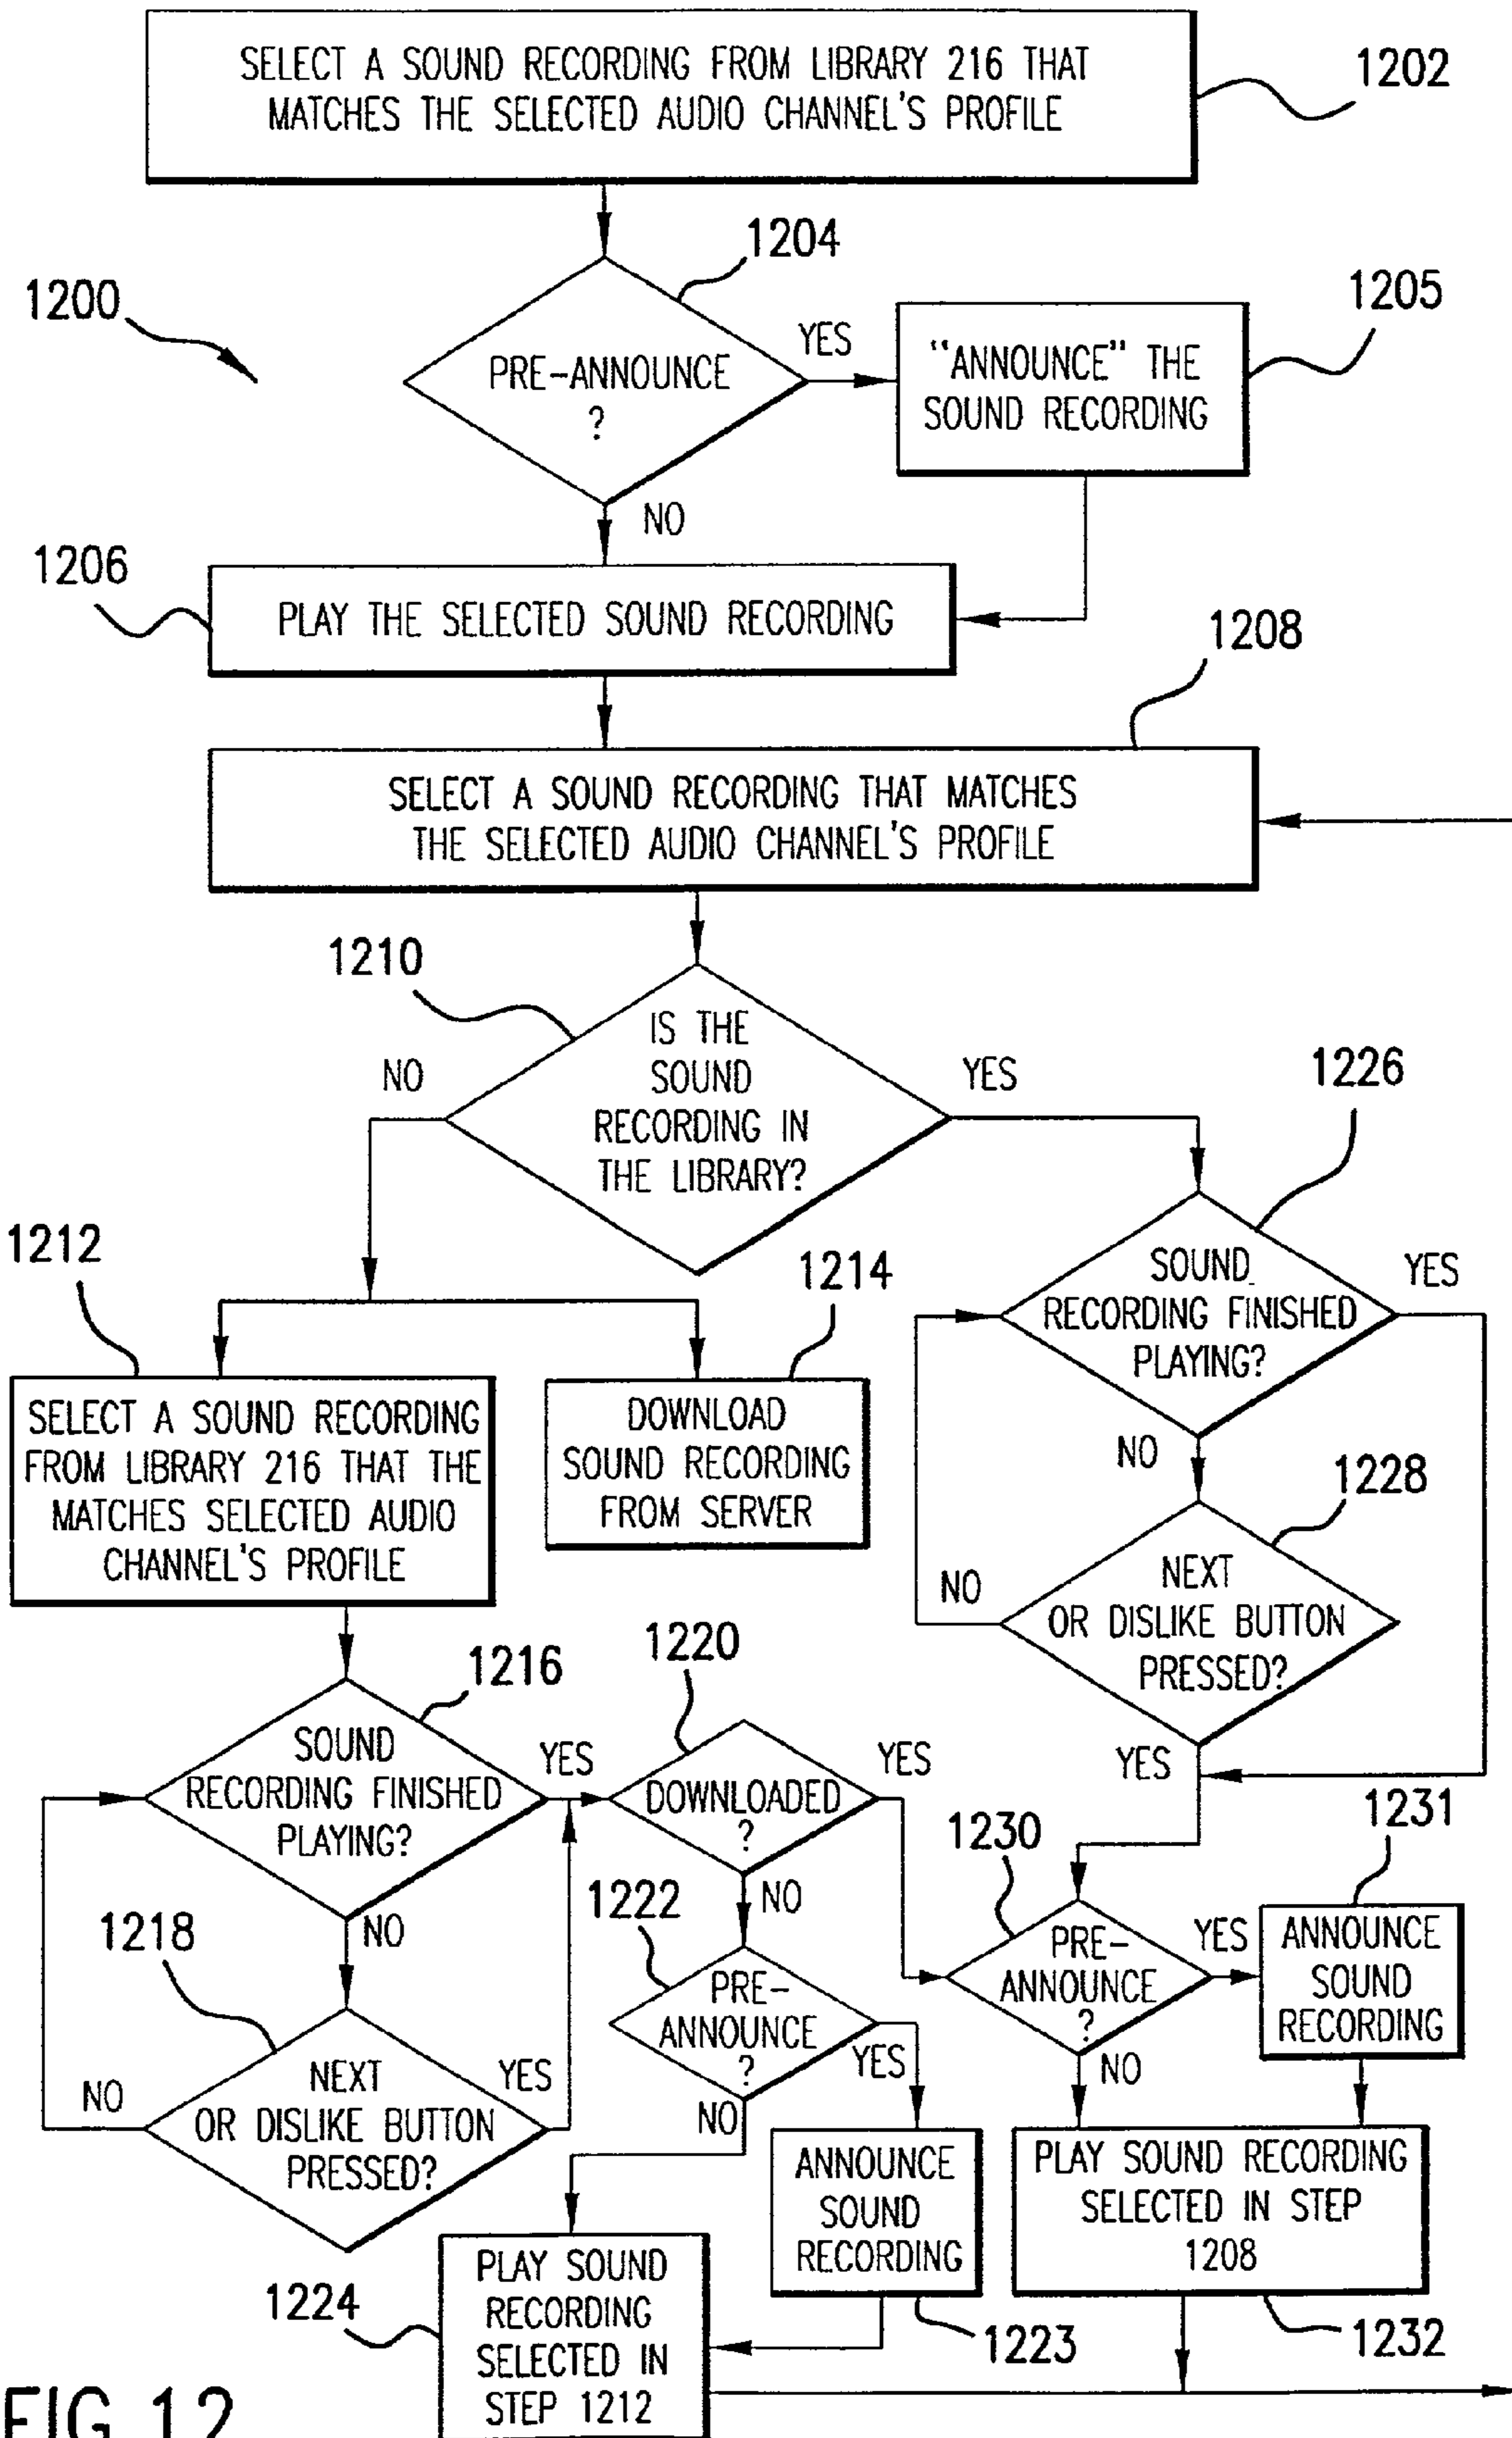 SELECT A SOUND RECORDING FROM LIBRARY 216 THAT
MATCHES THE SELECTED AUDIO CHANNEL'S PROFILE
1202
1204
1200
PRE-ANNOUNCE
?
YES
1205
"ANNOUNCE" THE
SOUND RECORDING
NO
1206
PLAY THE SELECTED SOUND RECORDING
1208
SELECT A SOUND RECORDING THAT MATCHES
THE SELECTED AUDIO CHANNEL'S PROFILE
1210
IS THE
SOUND
RECORDING IN
THE LIBRARY?
NO
YES
1226
1212
1214
SOUND
RECORDING FINISHED
PLAYING?
YES
SELECT A SOUND RECORDING
FROM LIBRARY 216 THAT THE
MATCHES SELECTED AUDIO
CHANNEL'S PROFILE
DOWNLOAD
SOUND RECORDING
FROM SERVER
NO
1228
NEXT
OR DISLIKE BUTTON
PRESSED?
NO
YES
1216
SOUND
RECORDING FINISHED
PLAYING?
YES
1220
DOWNLOADED
?
YES
NO
NO
1218
NEXT
OR DISLIKE BUTTON
PRESSED?
YES
NO
1222
PRE-
ANNOUNCE
?
YES
NO
1230
PRE-
ANNOUNCE
?
YES
NO
1231
ANNOUNCE
SOUND
RECORDING
ANNOUNCE
SOUND
RECORDING
1223
PLAY SOUND RECORDING
SELECTED IN STEP
1208
1232
1224
PLAY SOUND
RECORDING
SELECTED IN
STEP 1212
FIG.12